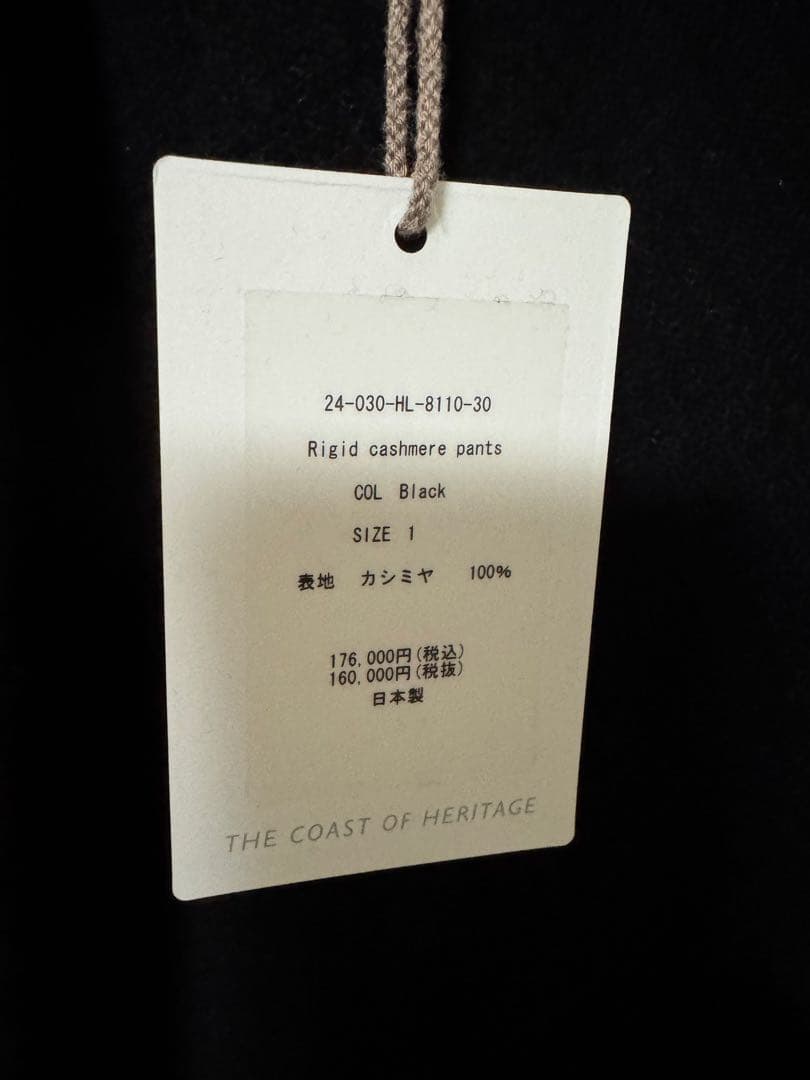 24-030-HL-8110-30
Rigid cashmere pants
COL Black
SIZE 1
表地 カシミヤ 100%
176,000円(税込)
160,000円(税抜)
日本製
THE COAST OF HERITAGE